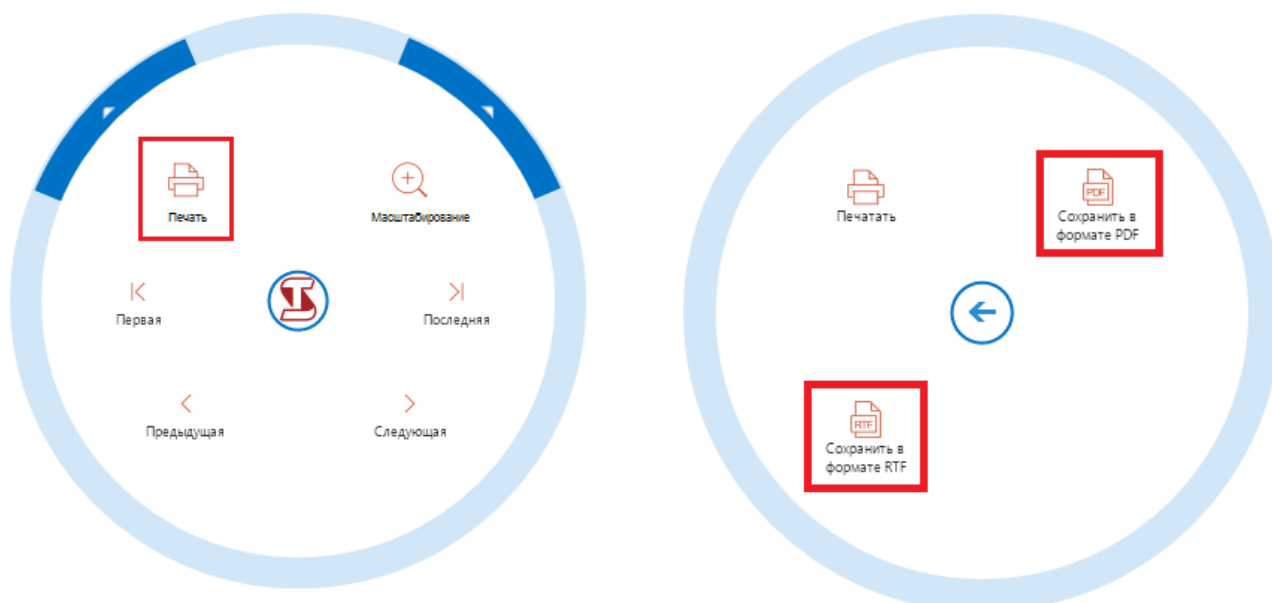 Печать
Масштабирование
Первая
Последняя
Предыдущая
Следующая
Печатать
PDF
Сохранить в
формате PDF
RTF
Сохранить в
формате RTF